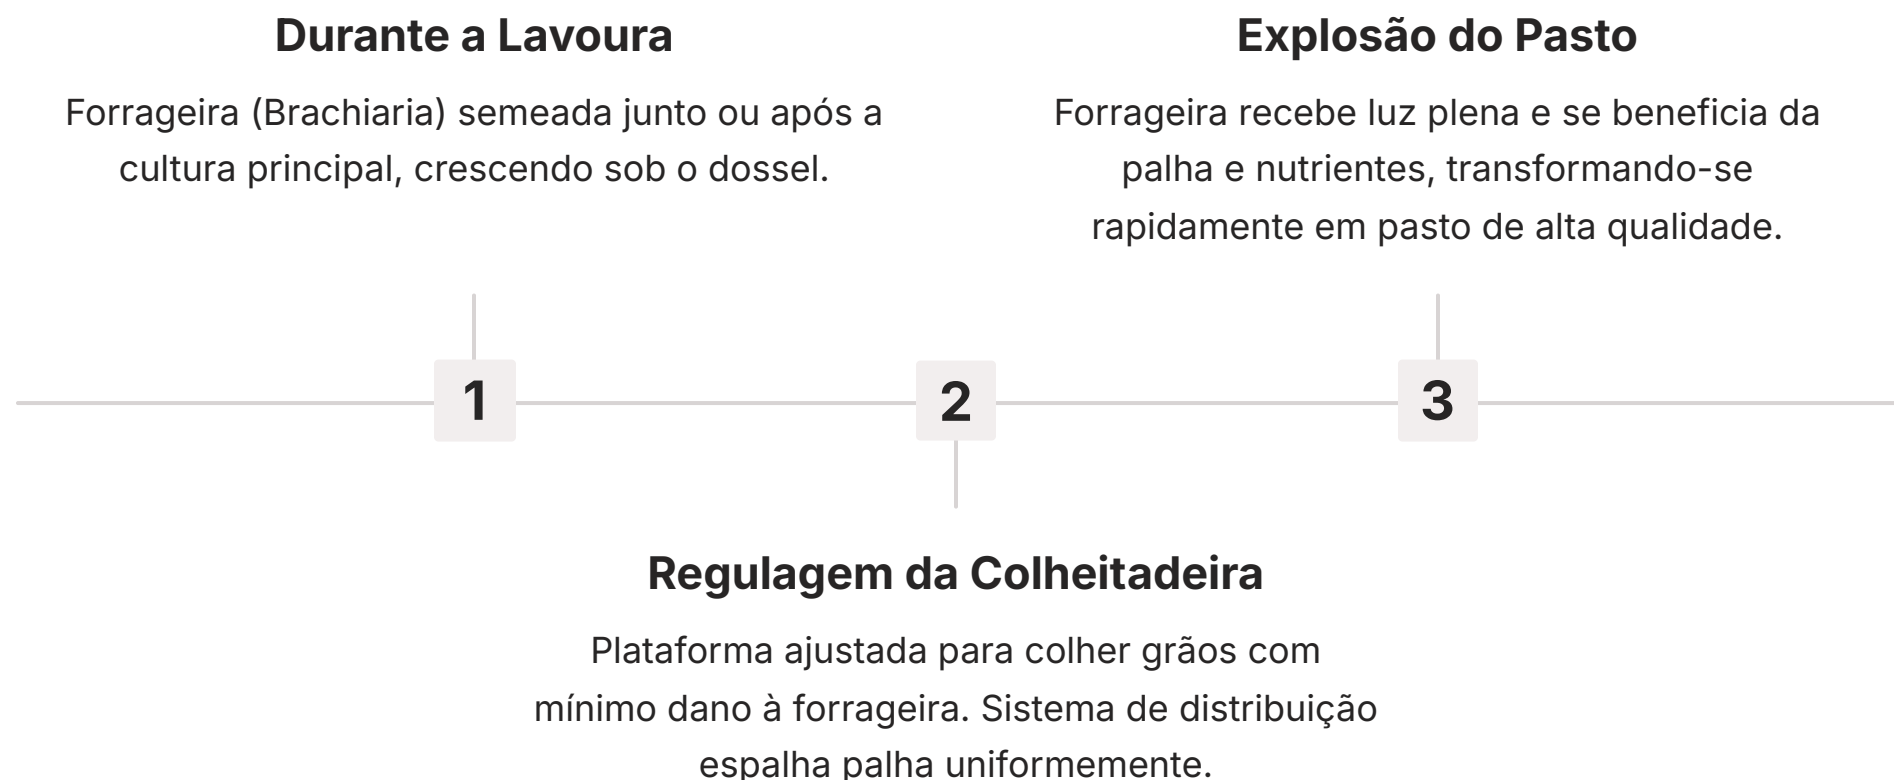 Durante a Lavoura
Forrageira (Brachiaria) semeada junto ou após a
cultura principal, crescendo sob o dossel.
Explosão do Pasto
Forrageira recebe luz plena e se beneficia da
palha e nutrientes, transformando-se
rapidamente em pasto de alta qualidade.
1
2
3
Regulagem da Colheitadeira
Plataforma ajustada para colher grãos com
mínimo dano à forrageira. Sistema de distribuição
espalha palha uniformemente.